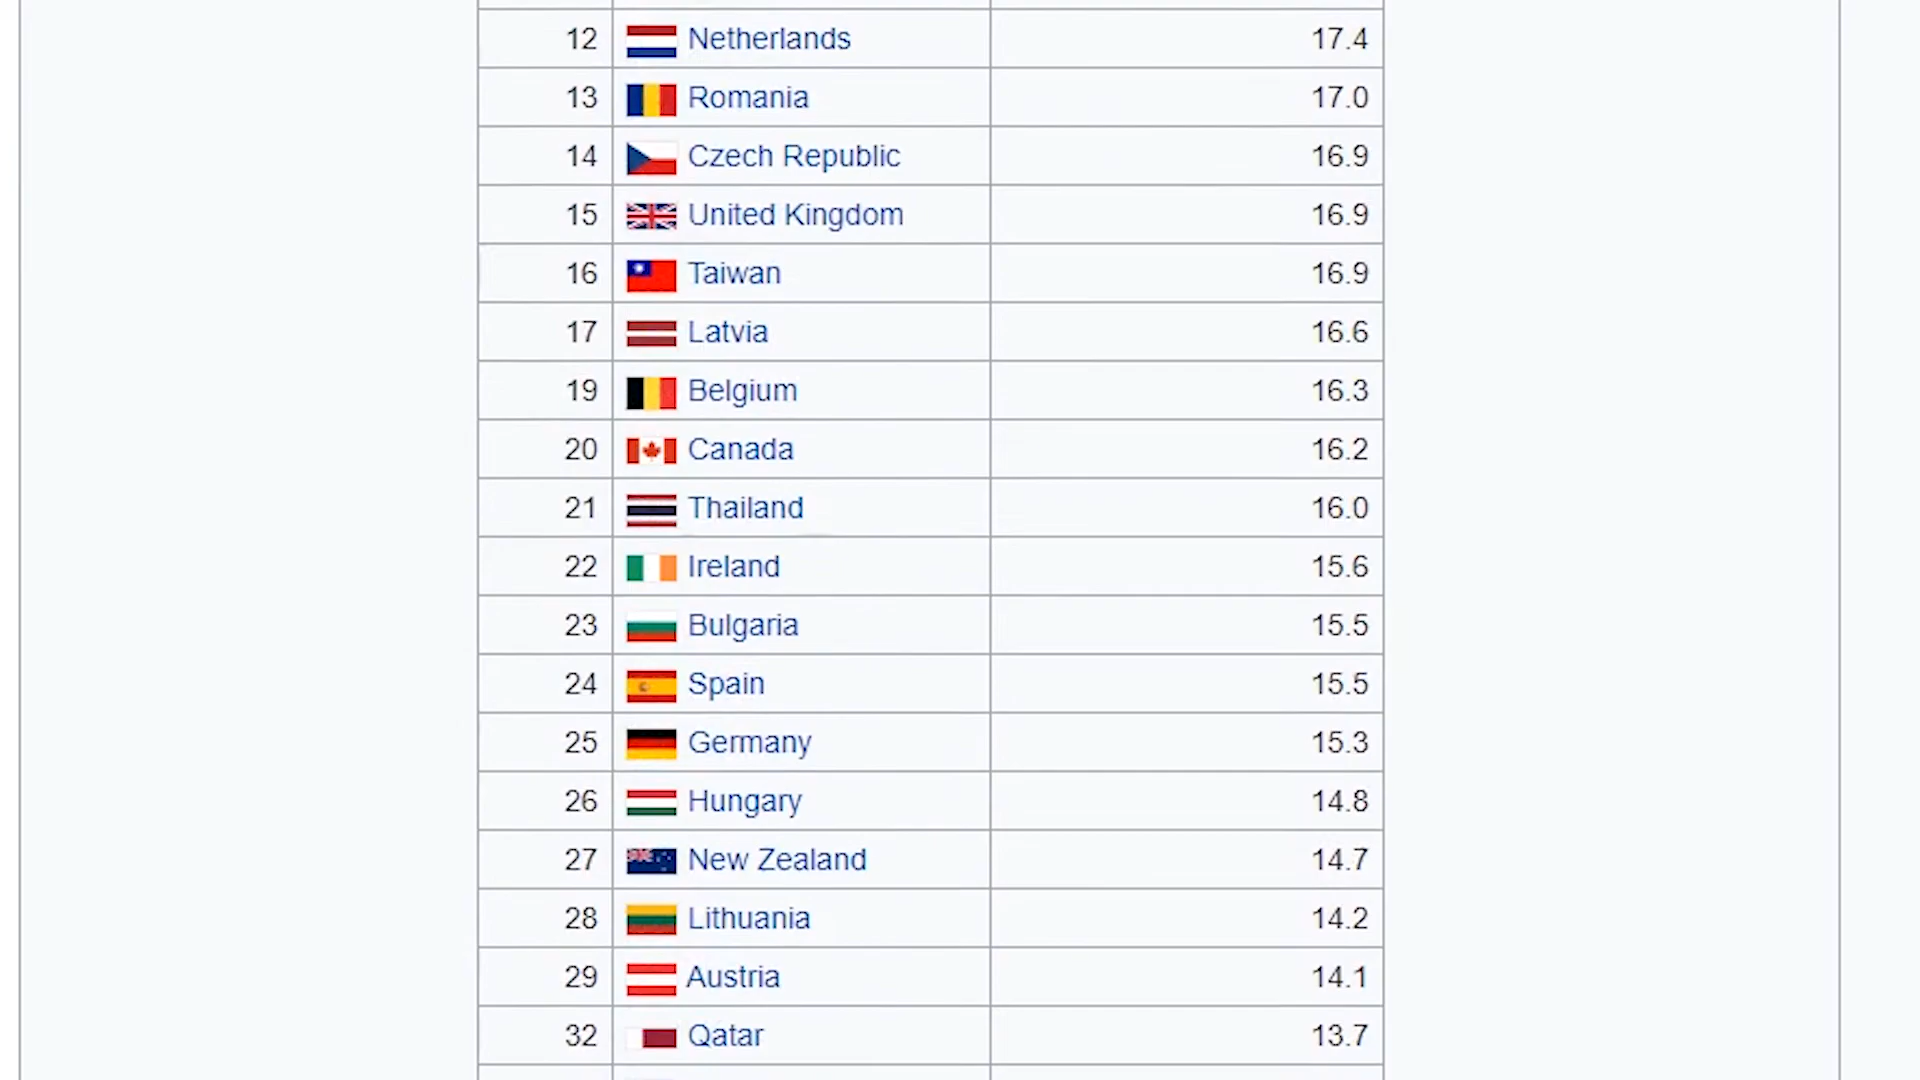 12 Netherlands 17.4
13 Romania 17.0
14 Czech Republic 16.9
15 United Kingdom 16.9
16 Taiwan 16.9
17 Latvia 16.6
19 Belgium 16.3
20 Canada 16.2
21 Thailand 16.0
22 Ireland 15.6
23 Bulgaria 15.5
24 Spain 15.5
25 Germany 15.3
26 Hungary 14.8
27 New Zealand 14.7
28 Lithuania 14.2
29 Austria 14.1
32 Qatar 13.7